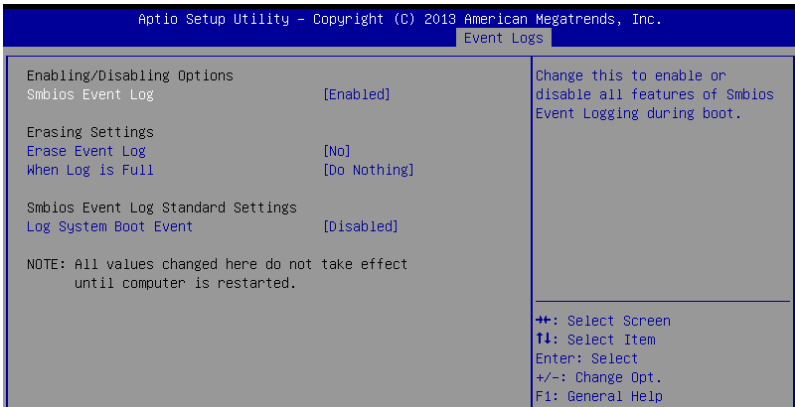 Aptio Setup Utility – Copyright (C) 2013 American Megatrends, Inc.
Event Logs
Enabling/Disabling Options
Smbios Event Log [Enabled]
Erasing Settings
Erase Event Log [No]
When Log is Full [Do Nothing]
Smbios Event Log Standard Settings
Log System Boot Event [Disabled]
NOTE: All values changed here do not take effect
until computer is restarted.
Change this to enable or
disable all features of Smbios
Event Logging during boot.
→←: Select Screen
↑↓: Select Item
Enter: Select
+/-: Change Opt.
F1: General Help